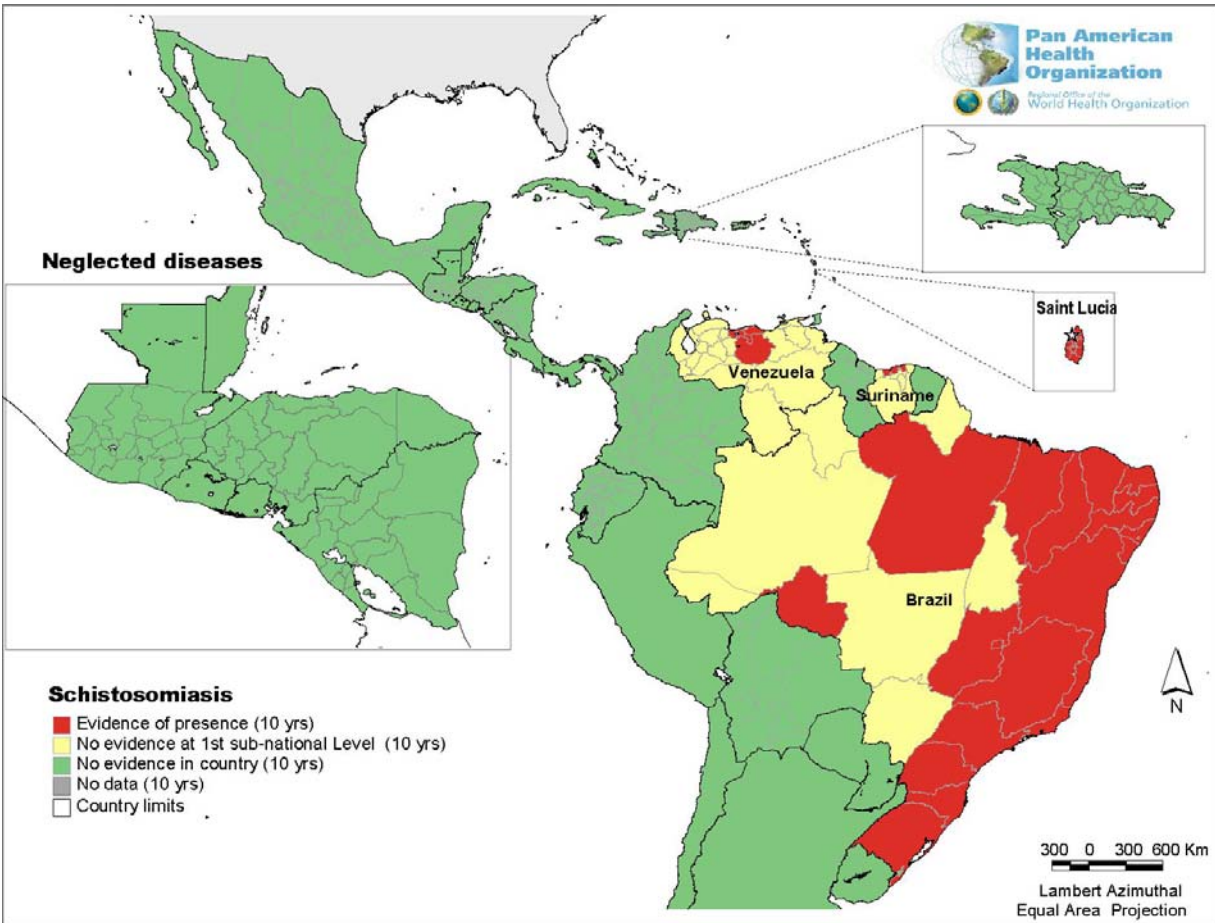 Pan American
Health
Organization
Regional Office of the
World Health Organization
Neglected diseases
Saint Lucia
Venezuela
Suriname
Brazil
Schistosomiasis
Evidence of presence (10 yrs)
No evidence at 1st sub-national Level (10 yrs)
No evidence in country (10 yrs)
No data (10 yrs)
Country limits
N
300 0 300 600 Km
Lambert Azimuthal
Equal Area Projection